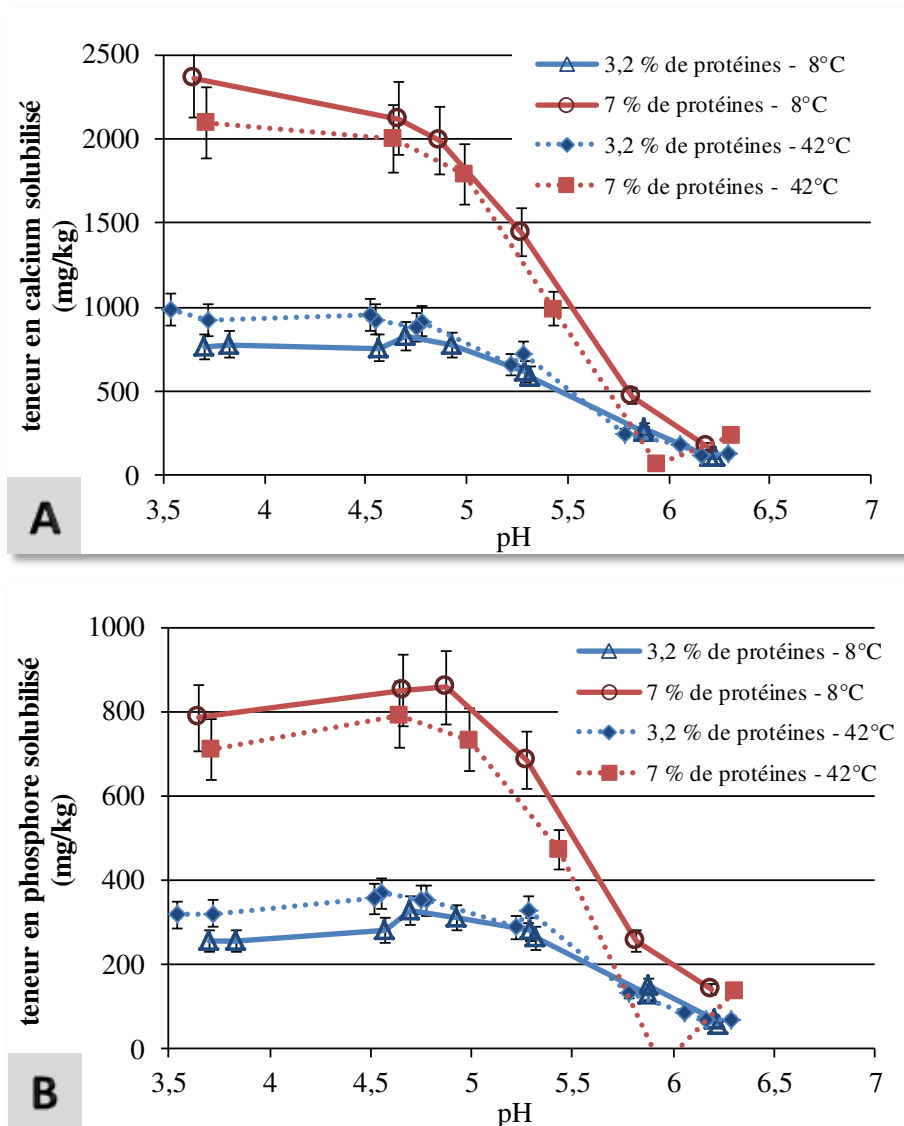 2500
2000
1500
1000
500
0
3,5
4
4,5
5
5,5
6
6,5
7
teneur en calcium solubilisé
(mg/kg)
pH
3,2 % de protéines - 8°C
7 % de protéines - 8°C
3,2 % de protéines - 42°C
7 % de protéines - 42°C
A
1000
800
600
400
200
0
3,5
4
4,5
5
5,5
6
6,5
7
teneur en phosphore solubilisé
(mg/kg)
pH
3,2 % de protéines - 8°C
7 % de protéines - 8°C
3,2 % de protéines - 42°C
7 % de protéines - 42°C
B